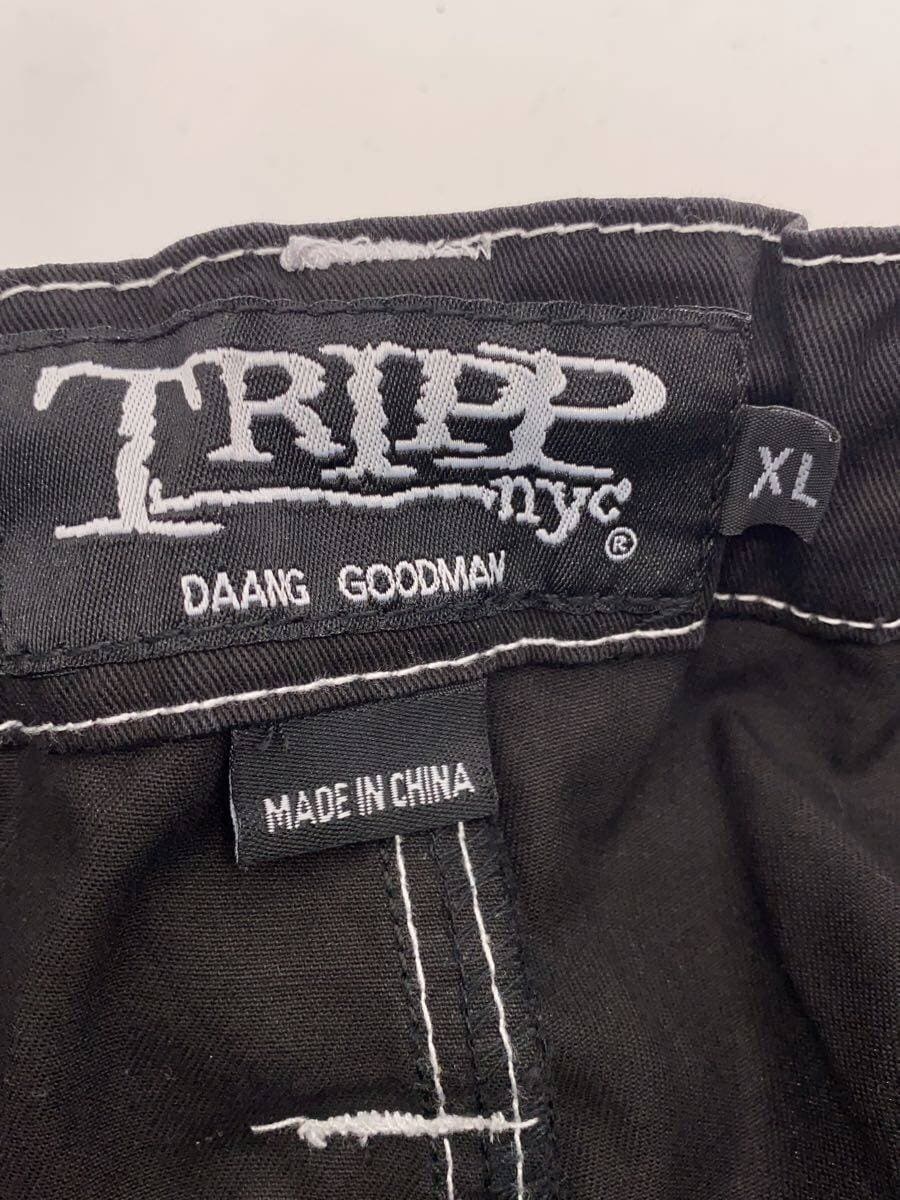 TRIPP
nyc®
DAANG GOODMAN
XL
MADE IN CHINA